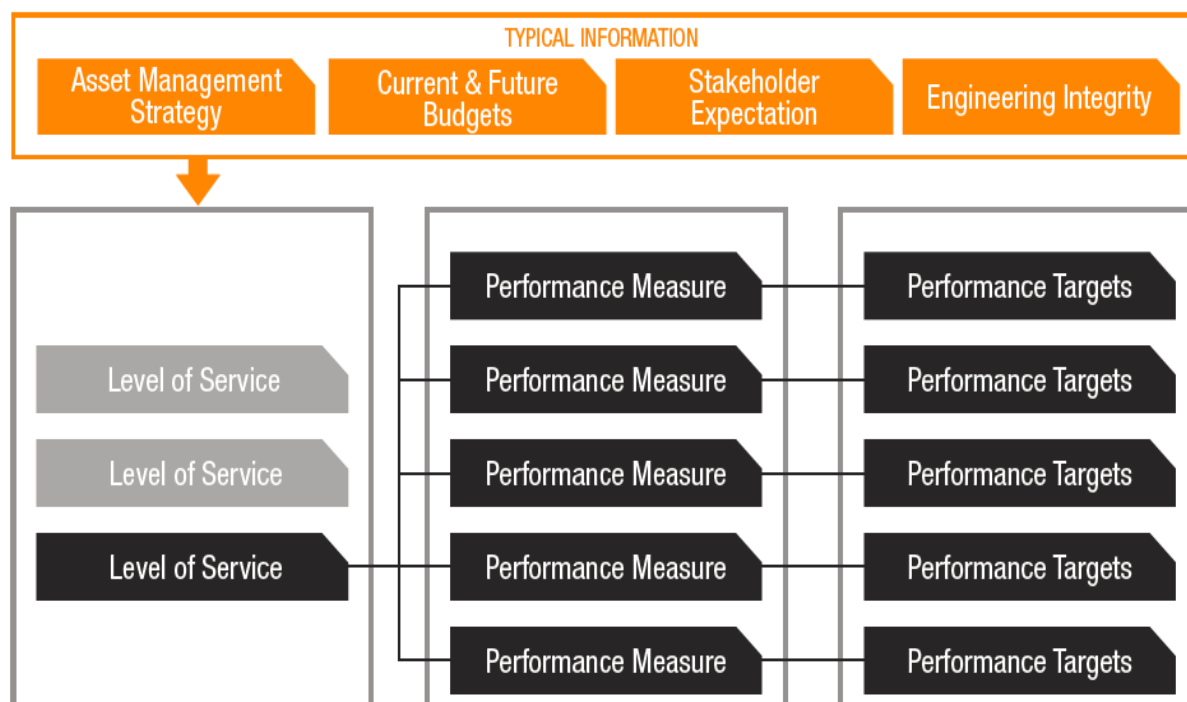 TYPICAL INFORMATION
Asset Management
Strategy
Current & Future
Budgets
Stakeholder
Expectation
Engineering Integrity
Level of Service
Level of Service
Level of Service
Performance Measure
Performance Measure
Performance Measure
Performance Measure
Performance Measure
Performance Targets
Performance Targets
Performance Targets
Performance Targets
Performance Targets